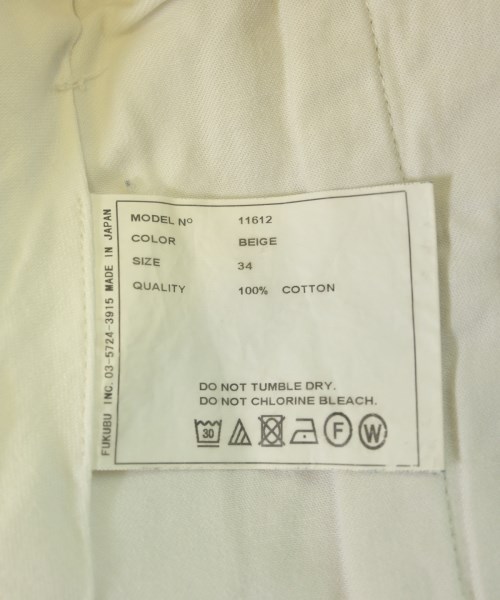 MODEL Nº 11612
COLOR BEIGE
SIZE 34
QUALITY 100% COTTON
DO NOT TUMBLE DRY.
DO NOT CHLORINE BLEACH.
30 F W
FUKUBU INC. 03-5724-3915 MADE IN JAPAN